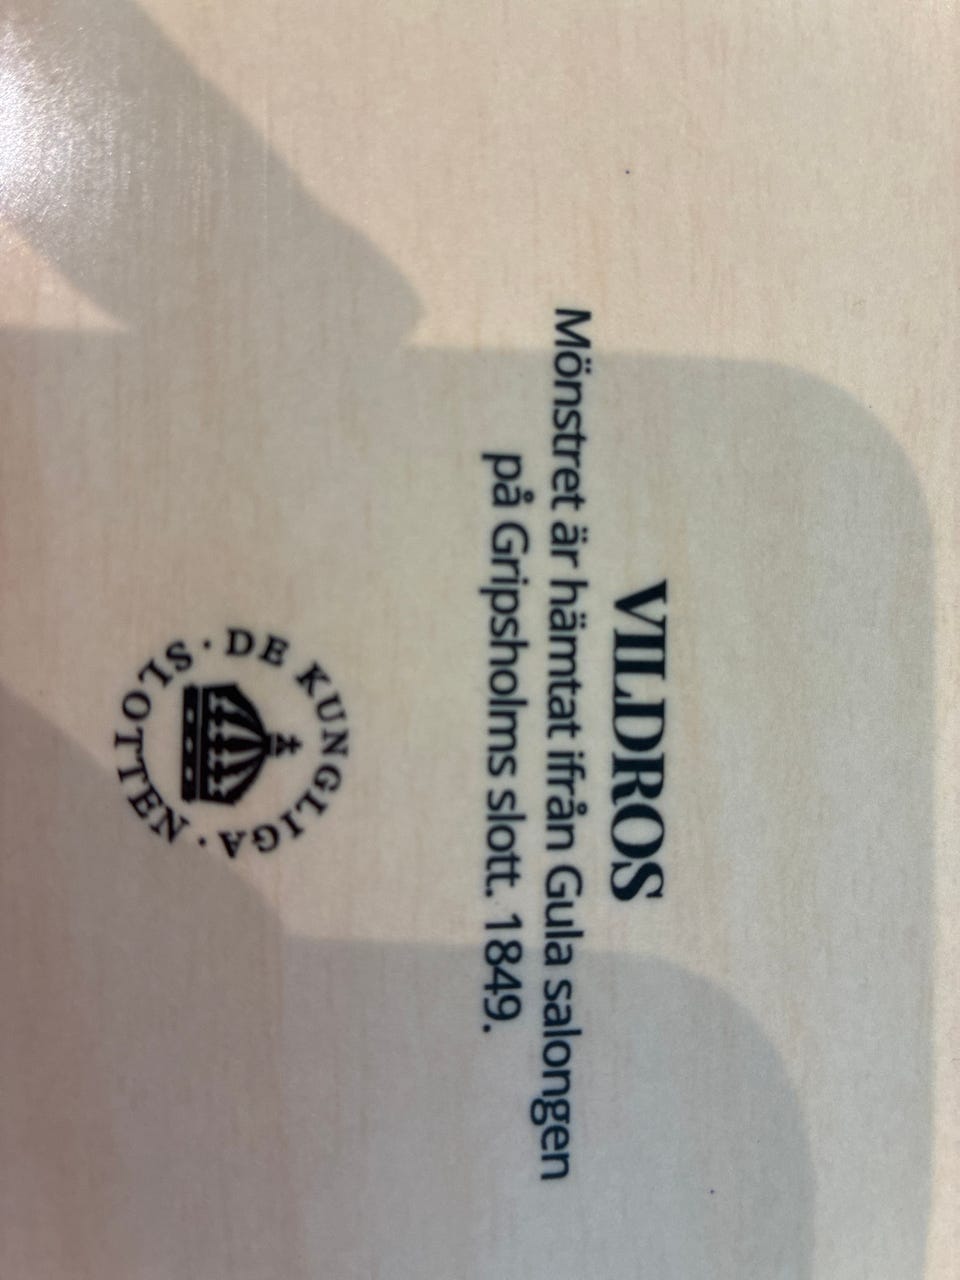 VILDROS
Mönstret är hämtat ifrån Gula salongen
på Gripsholms slott. 1849.
DE KUNGLIGA · SLOTTEN ·